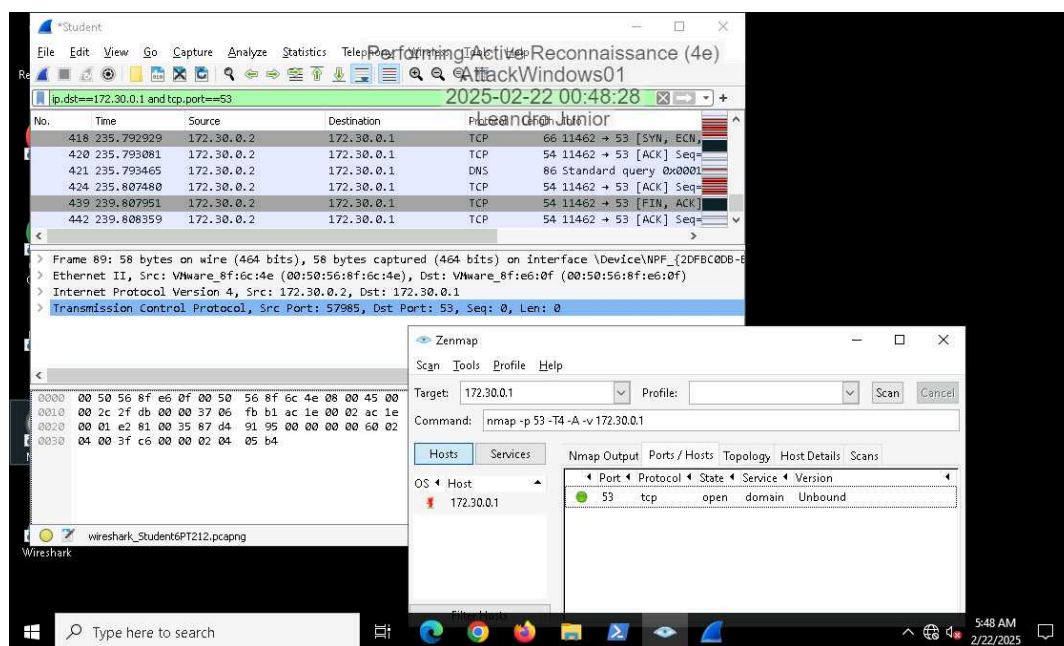 *Student
File Edit View Go Capture Analyze Statistics Telephony Wireless Tools Help
Performing Active Reconnaissance (4e)
AttackWindows01
2025-02-22 00:48:28
Leandro Junior
ip.dst==172.30.0.1 and tcp.port==53
No. Time Source Destination Protocol Length Info
418 235.792929 172.30.0.2 172.30.0.1 TCP 66 11462 → 53 [SYN, ECN,
420 235.793081 172.30.0.2 172.30.0.1 TCP 54 11462 → 53 [ACK] Seq=
421 235.793465 172.30.0.2 172.30.0.1 DNS 86 Standard query 0x0001
424 235.807480 172.30.0.2 172.30.0.1 TCP 54 11462 → 53 [ACK] Seq=
439 239.807951 172.30.0.2 172.30.0.1 TCP 54 11462 → 53 [FIN, ACK]
442 239.808359 172.30.0.2 172.30.0.1 TCP 54 11462 → 53 [ACK] Seq=
Frame 89: 58 bytes on wire (464 bits), 58 bytes captured (464 bits) on interface \Device\NPF_{2DFBC0DB-
Ethernet II, Src: VMware_8f:6c:4e (00:50:56:8f:6c:4e), Dst: VMware_8f:e6:0f (00:50:56:8f:e6:0f)
Internet Protocol Version 4, Src: 172.30.0.2, Dst: 172.30.0.1
Transmission Control Protocol, Src Port: 57985, Dst Port: 53, Seq: 0, Len: 0
0000 00 50 56 8f e6 0f 00 50 56 8f 6c 4e 08 00 45 00
0010 00 2c 2f db 00 00 37 06 fb b1 ac 1e 00 02 ac 1e
0020 00 01 e2 81 00 35 87 d4 91 95 00 00 00 00 60 02
0030 04 00 3f c6 00 00 02 04 05 b4
wireshark_Student6PT212.pcapng
Wireshark
Zenmap
Scan Tools Profile Help
Target: 172.30.0.1 Profile: Scan Cancel
Command: nmap -p 53 -T4 -A -v 172.30.0.1
Hosts Services
Nmap Output Ports / Hosts Topology Host Details Scans
OS Host
172.30.0.1
Port Protocol State Service Version
53 tcp open domain Unbound
Filter Hosts
Type here to search
5:48 AM
2/22/2025